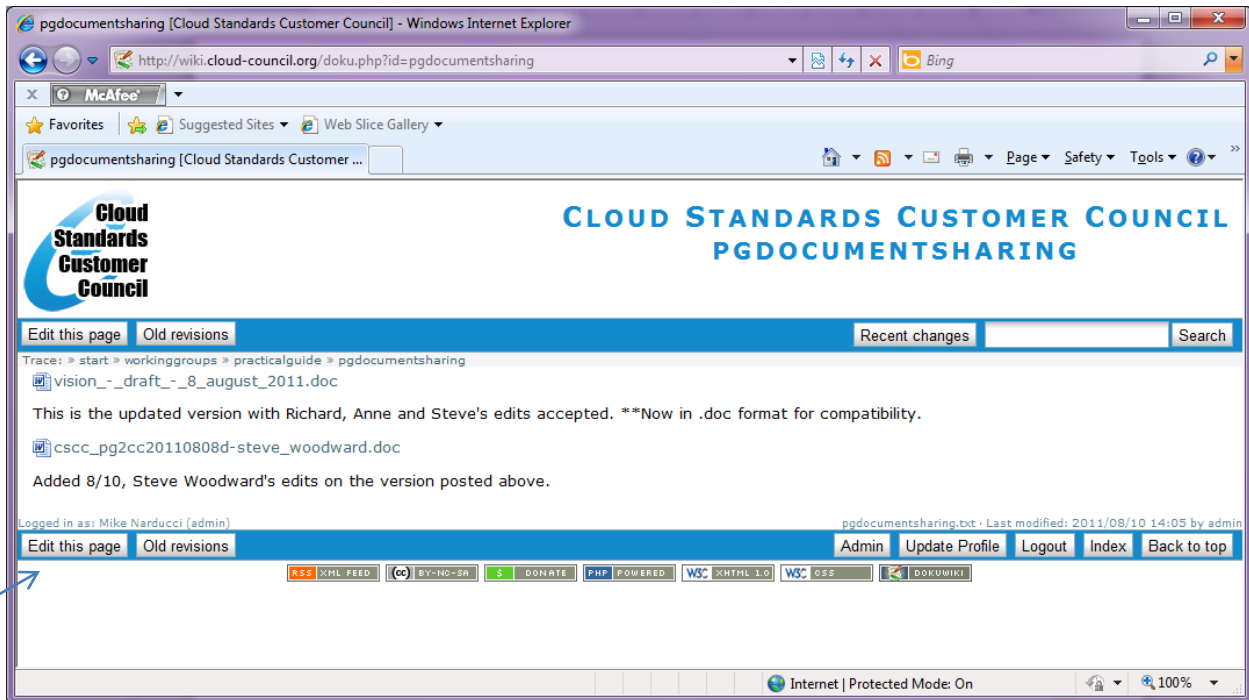 pgdocumentsharing [Cloud Standards Customer Council] - Windows Internet Explorer
http://wiki.cloud-council.org/doku.php?id=pgdocumentsharing Bing
X McAfee
Favorites Suggested Sites Web Slice Gallery
pgdocumentsharing [Cloud Standards Customer ... Page Safety Tools
Cloud
Standards
Customer
Council
CLOUD STANDARDS CUSTOMER COUNCIL
PGDOCUMENTSHARING
Edit this page Old revisions Recent changes Search
Trace: » start » workinggroups » practicalguide » pgdocumentsharing
vision_-_draft_-_8_august_2011.doc
This is the updated version with Richard, Anne and Steve's edits accepted. **Now in .doc format for compatibility.
cscc_pg2cc20110808d-steve_woodward.doc
Added 8/10, Steve Woodward's edits on the version posted above.
Logged in as: Mike Narducci (admin) pgdocumentsharing.txt · Last modified: 2011/08/10 14:05 by admin
Edit this page Old revisions Admin Update Profile Logout Index Back to top
RSS XML FEED (cc) BY-NC-SA $ DONATE PHP POWERED W3C XHTML 1.0 W3C CSS DOKUWIKI
Internet | Protected Mode: On 100%